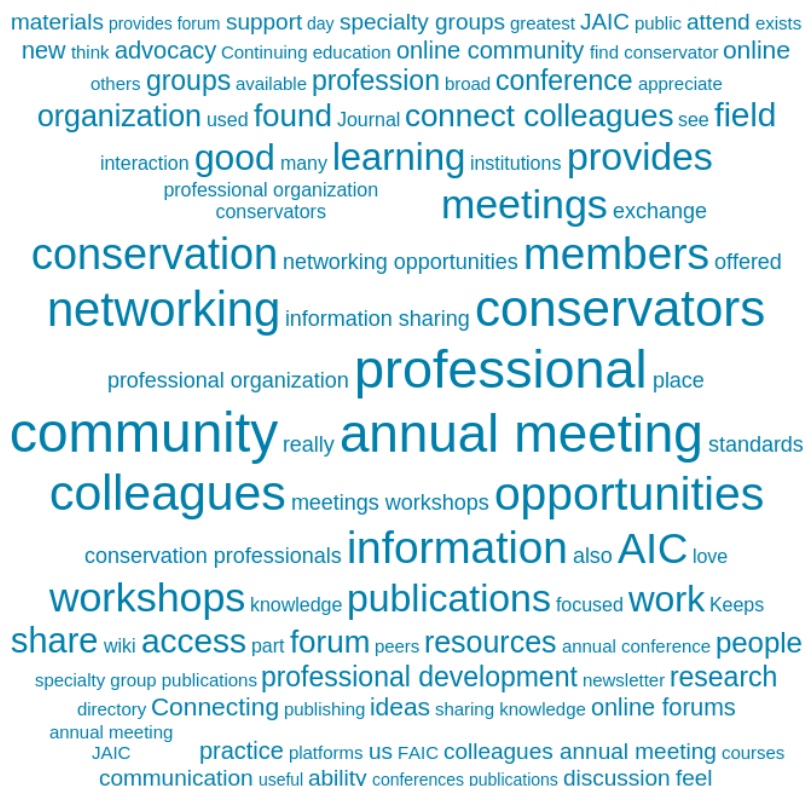 materials provides forum support day specialty groups greatest JAIC public attend exists
new think advocacy Continuing education online community find conservator online
others groups available profession broad conference appreciate
organization used found Journal connect colleagues see field
interaction good many learning institutions provides
professional organization
conservators meetings exchange
conservation networking opportunities members offered
networking information sharing conservators
professional organization professional place
community really annual meeting standards
colleagues meetings workshops opportunities
conservation professionals information also AIC love
workshops knowledge publications focused work Keeps
share wiki access part forum peers resources annual conference people
specialty group publications professional development newsletter research
directory Connecting publishing ideas sharing knowledge online forums
annual meeting
JAIC practice platforms us FAIC colleagues annual meeting courses
communication useful ability conferences publications discussion feel